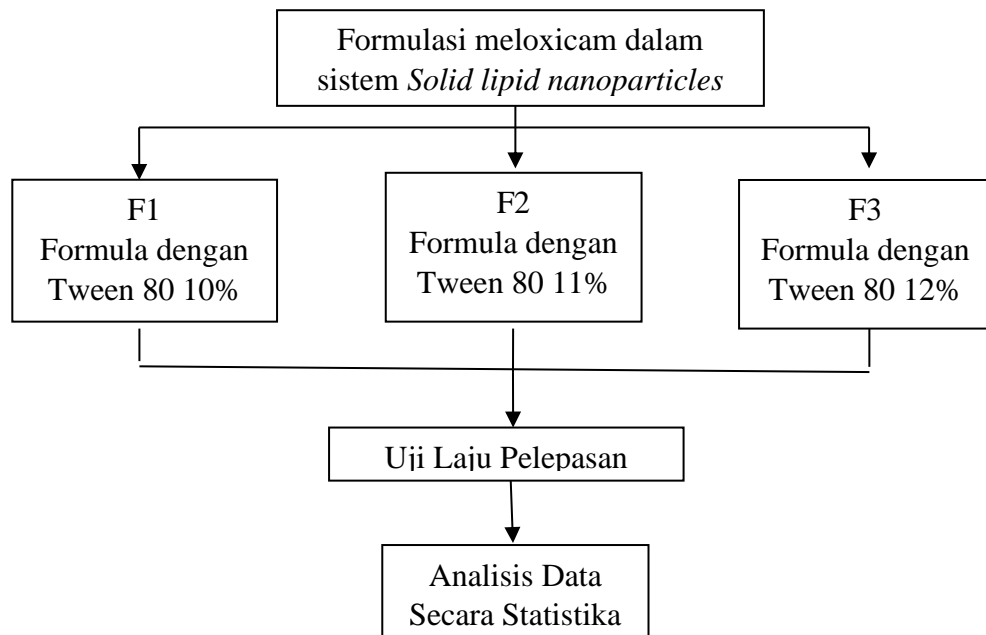 Formulasi meloxicam dalam
sistem Solid lipid nanoparticles
F1
Formula dengan
Tween 80 10%
F2
Formula dengan
Tween 80 11%
F3
Formula dengan
Tween 80 12%
Uji Laju Pelepasan
Analisis Data
Secara Statistika